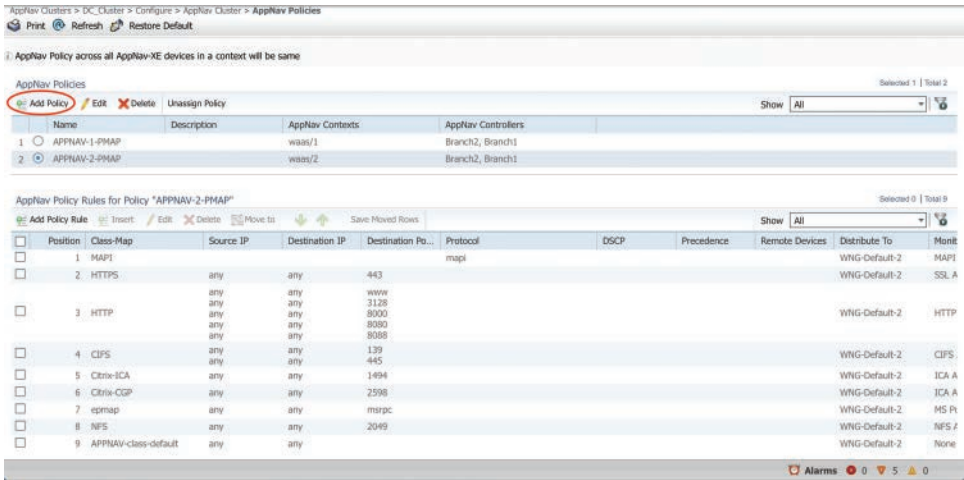 AppNav Clusters > DC_Cluster > Configure > AppNav Cluster > AppNav Policies
Print Refresh Restore Default
AppNav Policy across all AppNav-XE devices in a context will be same
AppNav Policies Selected 1 | Total 2
Add Policy Edit Delete Unassign Policy Show All
Name Description AppNav Contexts AppNav Controllers
1 APPNAV-1-PMAP waas/1 Branch2, Branch1
2 APPNAV-2-PMAP waas/2 Branch2, Branch1
AppNav Policy Rules for Policy "APPNAV-2-PMAP" Selected 0 | Total 9
Add Policy Rule Insert Edit Delete Move to Save Moved Rows Show All
Position Class-Map Source IP Destination IP Destination Po... Protocol DSCP Precedence Remote Devices Distribute To Monit
1 MAPI mapi WNG-Default-2 MAPI
2 HTTPS any any 443 WNG-Default-2 SSL A
any any www
any any 3128
3 HTTP any any 8000 WNG-Default-2 HTTP
any any 8080
any any 8088
4 CIFS any any 139 WNG-Default-2 CIFS
any any 445
5 Citrix-ICA any any 1494 WNG-Default-2 ICA A
6 Citrix-CGP any any 2598 WNG-Default-2 ICA A
7 epmap any any msrpc WNG-Default-2 MS P
8 NFS any any 2049 WNG-Default-2 NFS A
9 APPNAV-class-default any any WNG-Default-2 None
Alarms 0 5 0